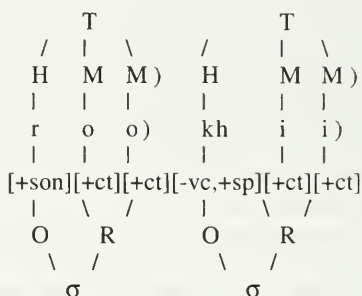 T T
/ \ / \
H M M ) H M M )
| | | | | |
r o o) kh i i)
| | | | | |
[+son][+ct][+ct][-vc,+sp][+ct][+ct]
| \ / | \ /
O R O R
\ / \ /
σ σ